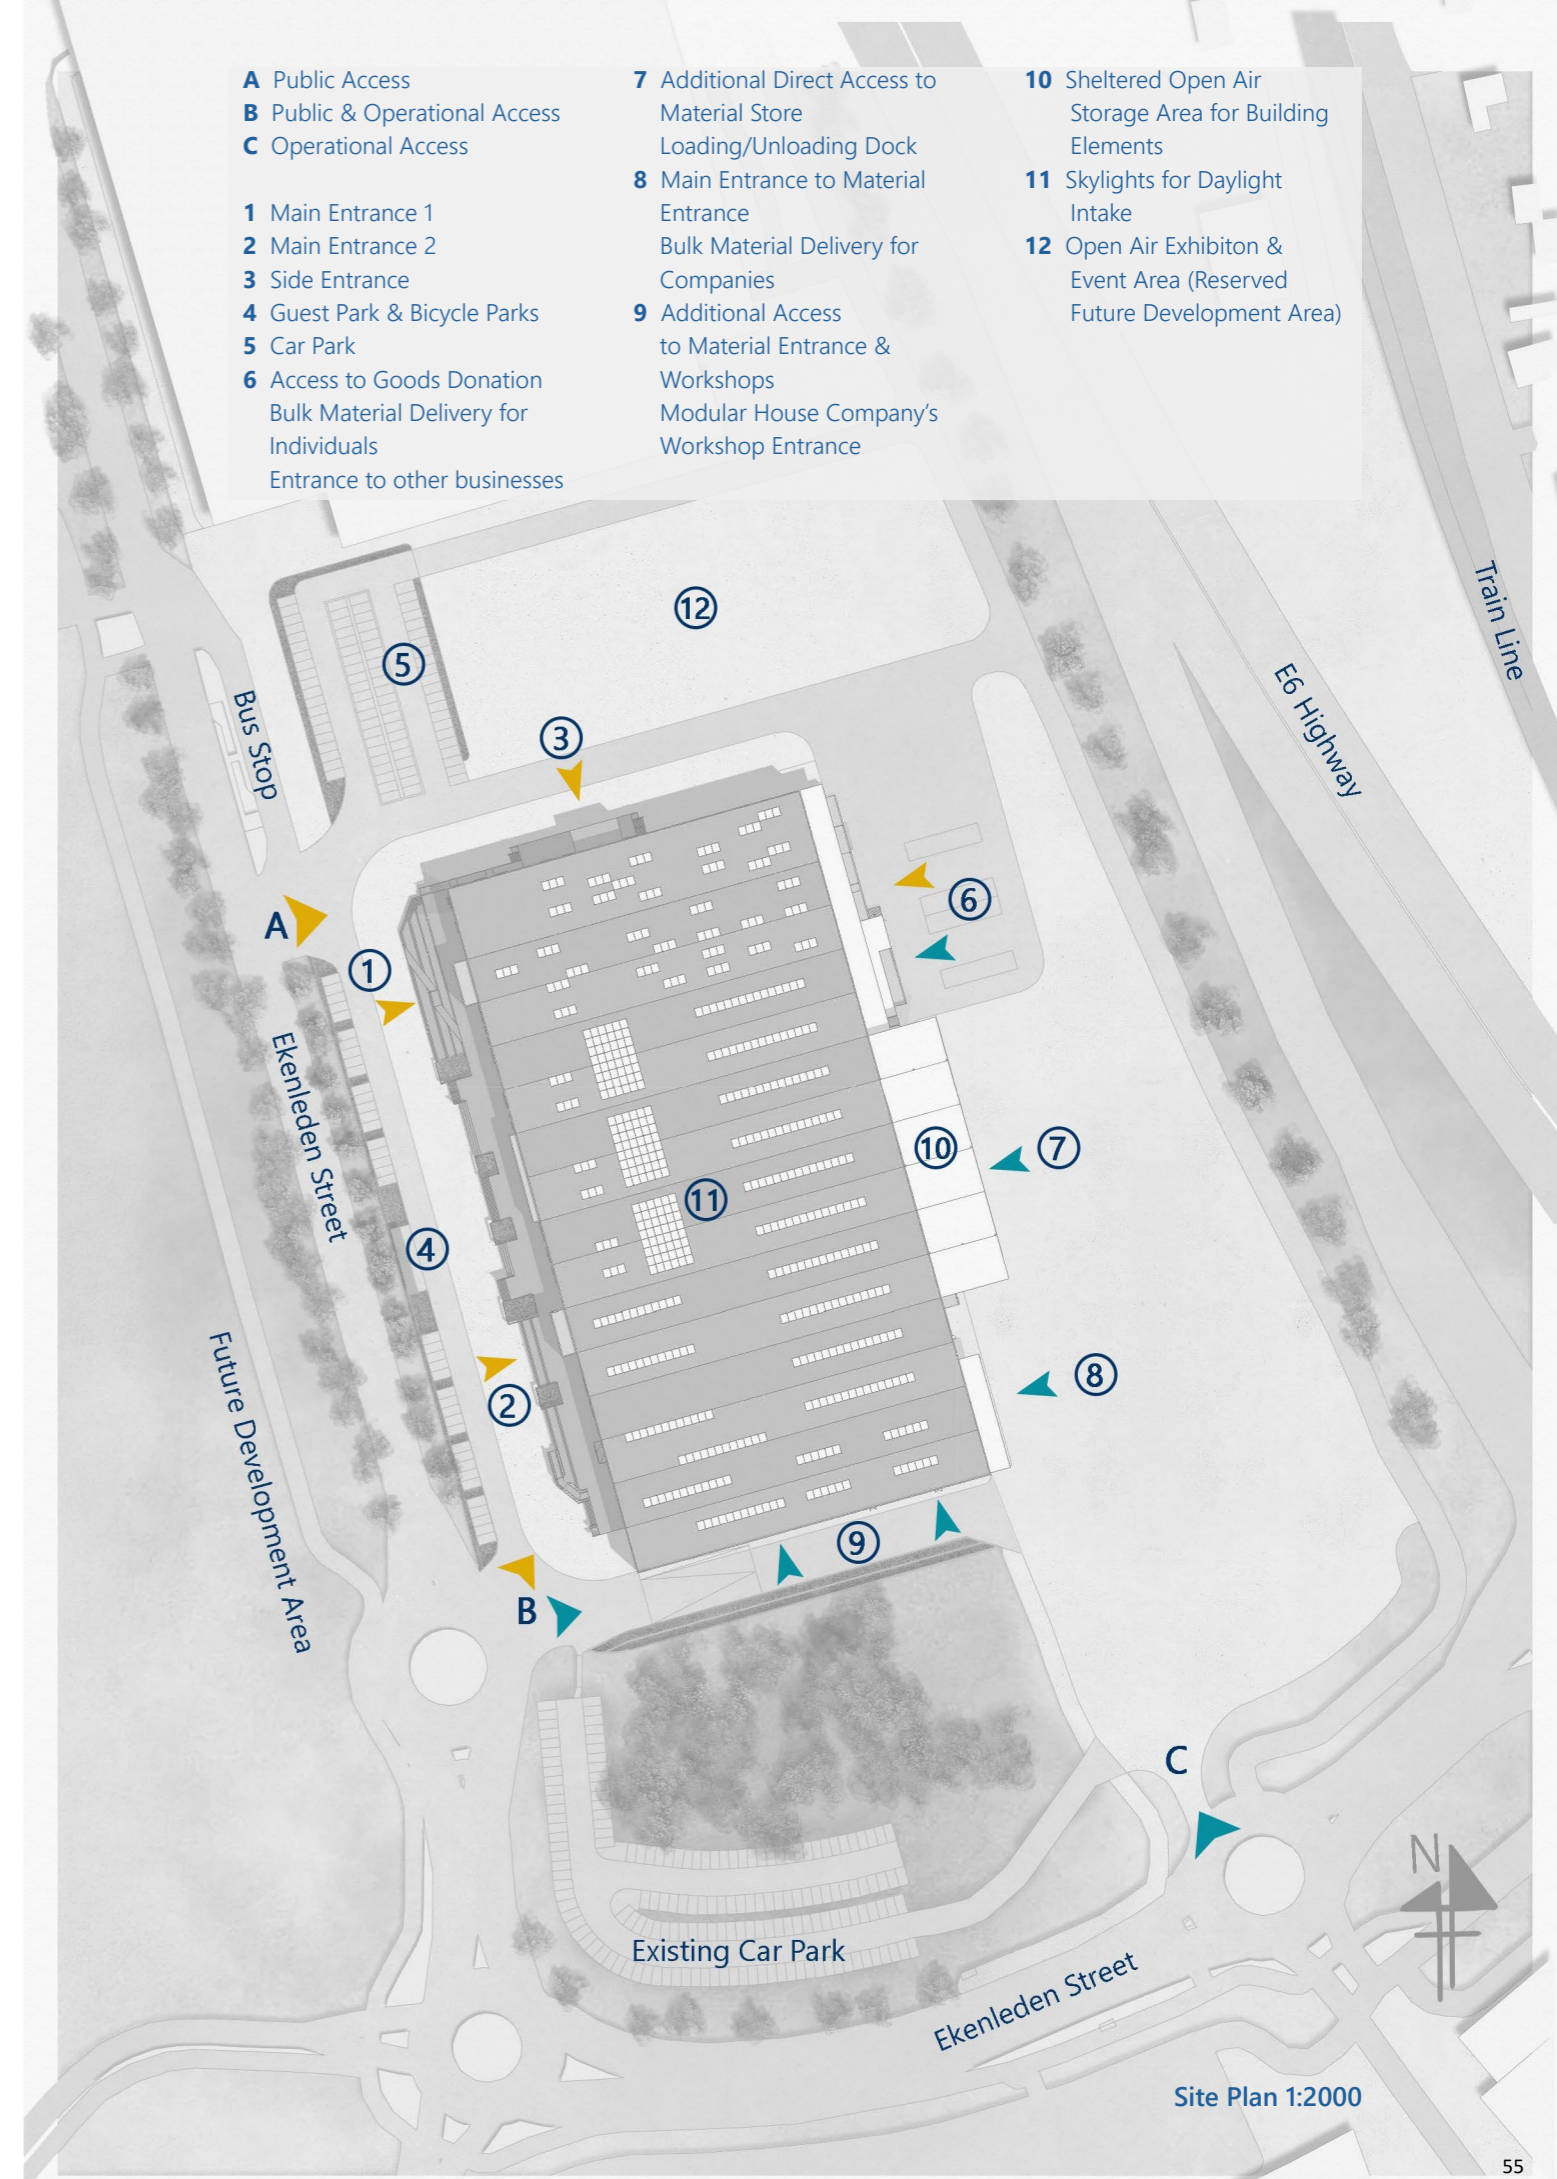 A Public Access
B Public & Operational Access
C Operational Access
1 Main Entrance 1
2 Main Entrance 2
3 Side Entrance
4 Guest Park & Bicycle Parks
5 Car Park
6 Access to Goods Donation
Bulk Material Delivery for
Individuals
Entrance to other businesses
7 Additional Direct Access to
Material Store
Loading/Unloading Dock
8 Main Entrance to Material
Entrance
Bulk Material Delivery for
Companies
9 Additional Access
to Material Entrance &
Workshops
Modular House Company's
Workshop Entrance
10 Sheltered Open Air
Storage Area for Building
Elements
11 Skylights for Daylight
Intake
12 Open Air Exhibiton &
Event Area (Reserved
Future Development Area)
12
5
3
Train Line
E6 Highway
Bus Stop
6
A
1
Ekenleden Street
10
7
11
4
8
2
Future Development Area
9
B
C
N
Existing Car Park
Ekenleden Street
Site Plan 1:2000
55